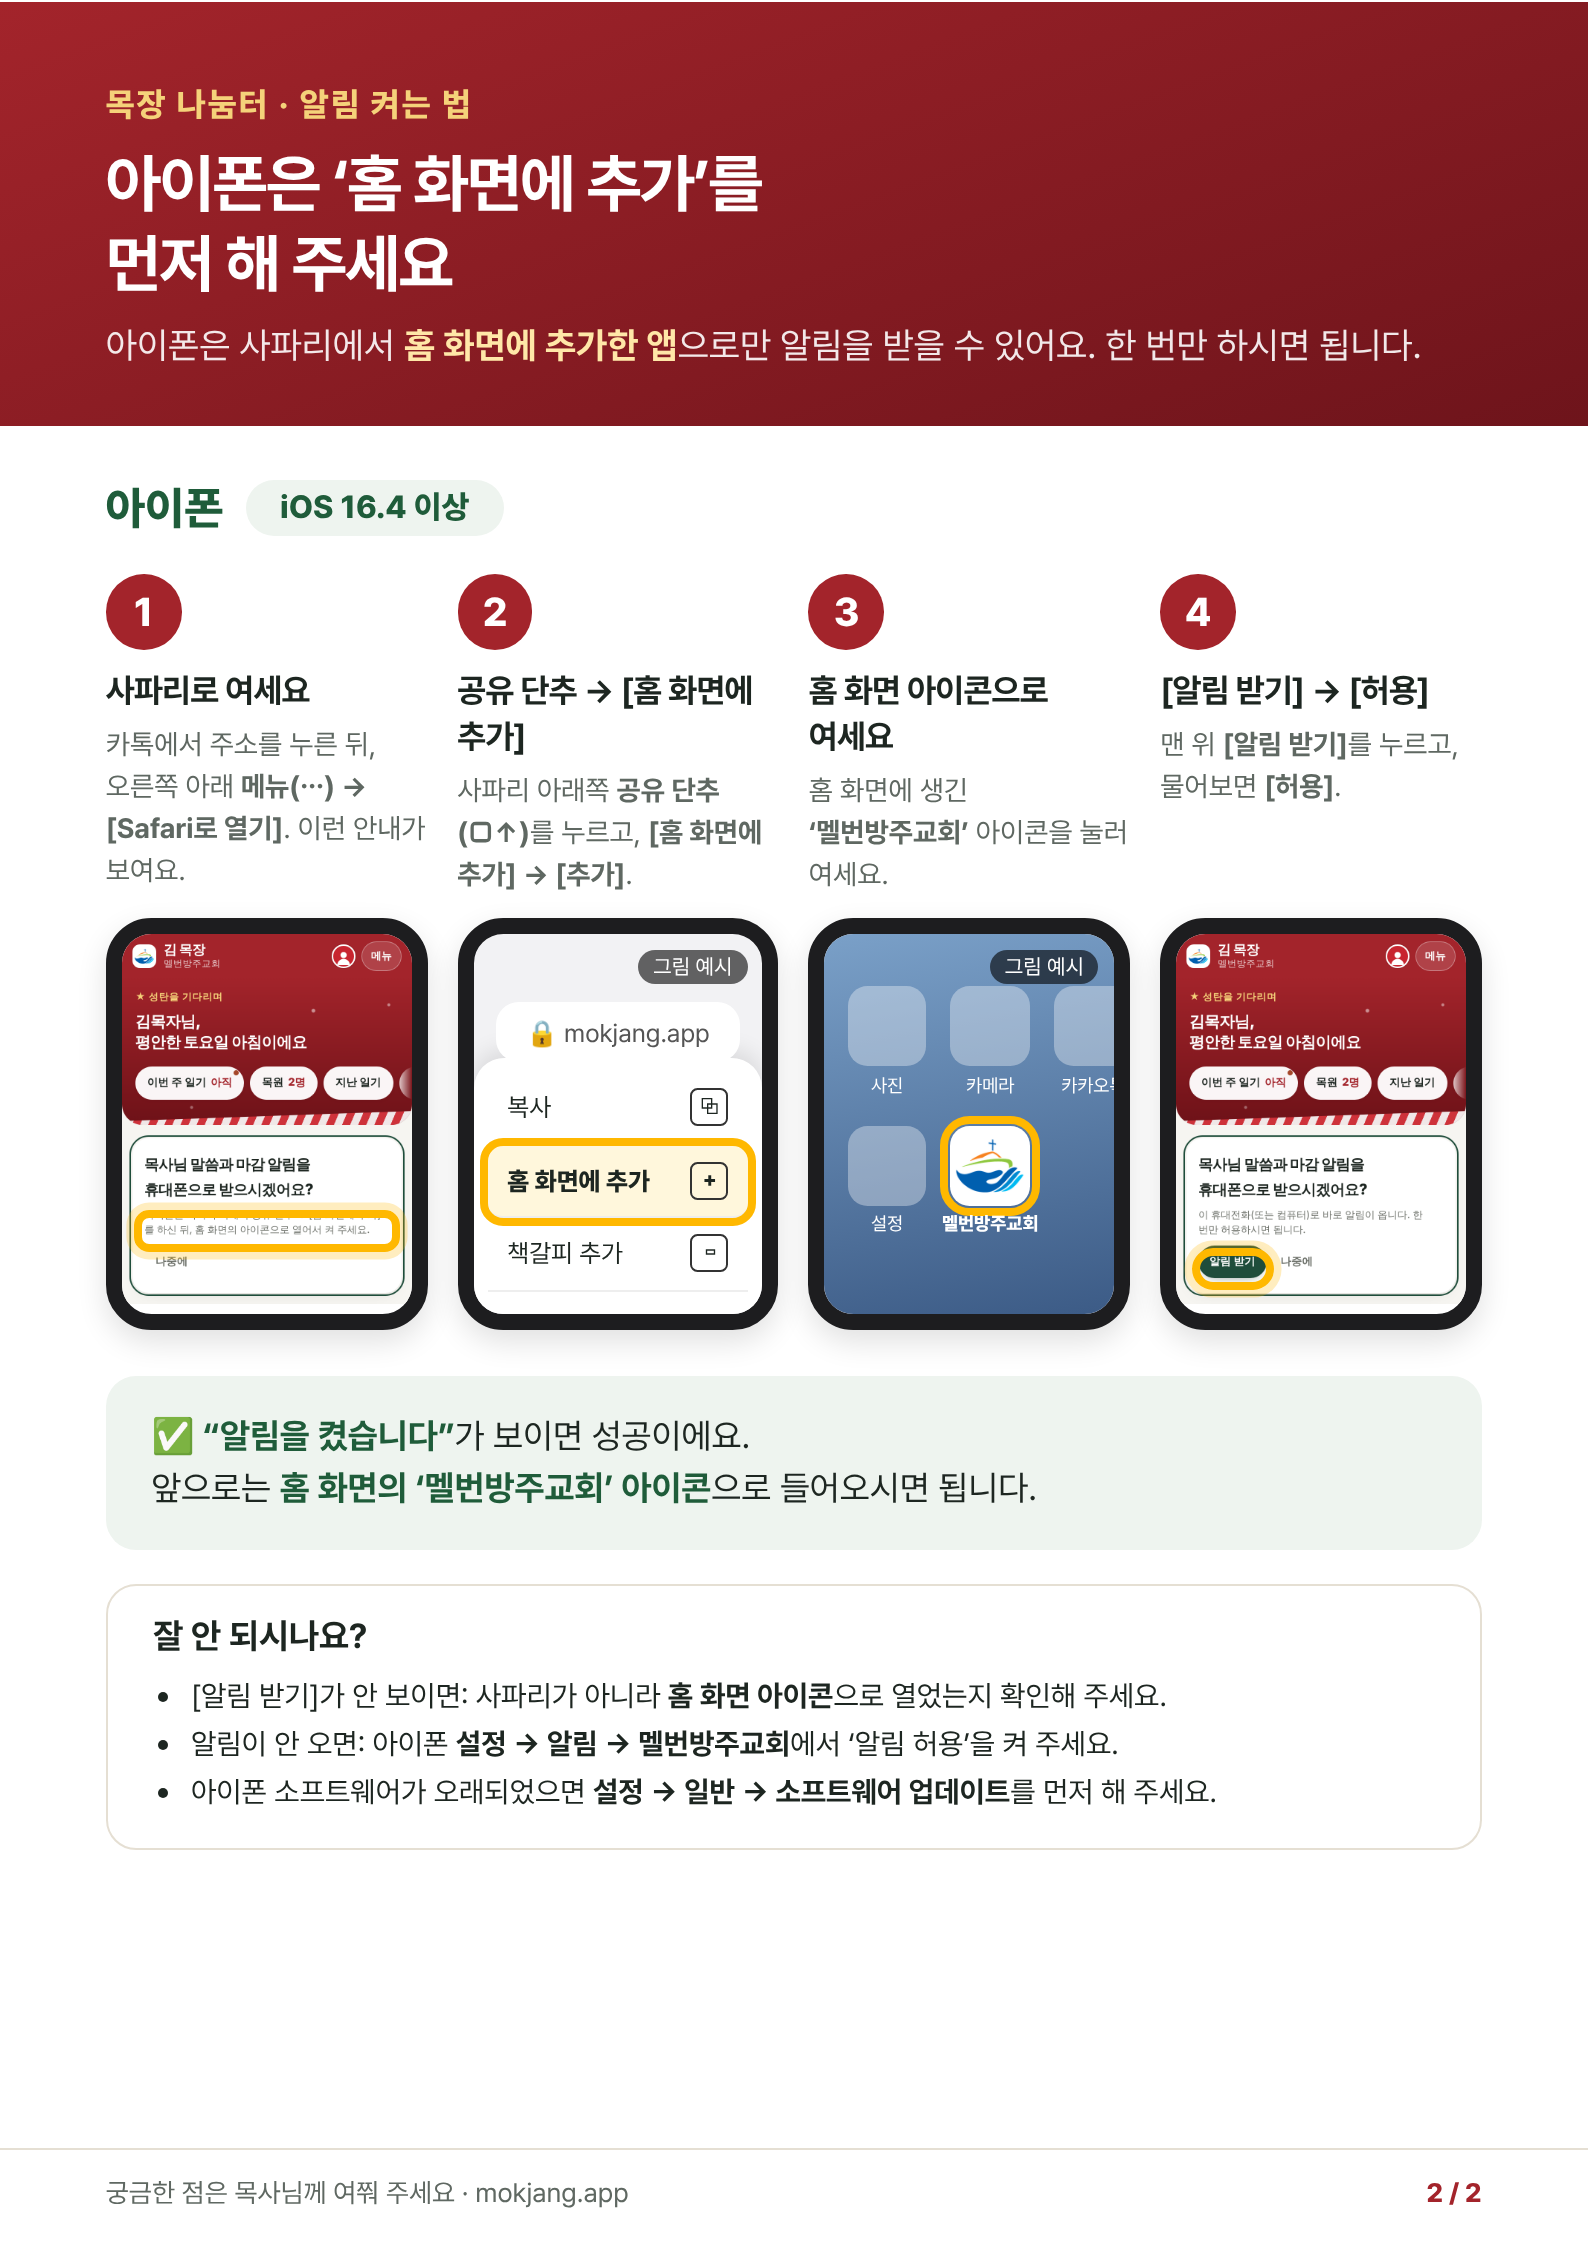 목장 나눔터 · 알림 켜는 법
아이폰은 ‘홈 화면에 추가’를
먼저 해 주세요
아이폰은 사파리에서 홈 화면에 추가한 앱으로만 알림을 받을 수 있어요. 한 번만 하시면 됩니다.
아이폰
iOS 16.4 이상
1
사파리로 여세요
카톡에서 주소를 누른 뒤,
오른쪽 아래 메뉴(⋯) →
[Safari로 열기]. 이런 안내가
보여요.
2
공유 단추 → [홈 화면에
추가]
사파리 아래쪽 공유 단추
(□↑)를 누르고, [홈 화면에
추가] → [추가].
3
홈 화면 아이콘으로
여세요
홈 화면에 생긴
‘멜번방주교회’ 아이콘을 눌러
여세요.
4
[알림 받기] → [허용]
맨 위 [알림 받기]를 누르고,
물어보면 [허용].
김 목장
멜번방주교회
메뉴
★ 성탄을 기다리며
김목자님,
평안한 토요일 아침이에요
이번 주 일기 아직
목원 2명
지난 일기
목사님 말씀과 마감 알림을
휴대폰으로 받으시겠어요?
를 하신 뒤, 홈 화면의 아이콘으로 열어서 켜 주세요.
나중에
그림 예시
🔒 mokjang.app
복사
홈 화면에 추가
책갈피 추가
그림 예시
사진
카메라
카카오톡
설정
멜번방주교회
김 목장
멜번방주교회
메뉴
★ 성탄을 기다리며
김목자님,
평안한 토요일 아침이에요
이번 주 일기 아직
목원 2명
지난 일기
목사님 말씀과 마감 알림을
휴대폰으로 받으시겠어요?
이 휴대전화(또는 컴퓨터)로 바로 알림이 옵니다. 한
번만 허용하시면 됩니다.
알림 받기
나중에
✅ “알림을 켰습니다”가 보이면 성공이에요.
앞으로는 홈 화면의 ‘멜번방주교회’ 아이콘으로 들어오시면 됩니다.
잘 안 되시나요?
• [알림 받기]가 안 보이면: 사파리가 아니라 홈 화면 아이콘으로 열었는지 확인해 주세요.
• 알림이 안 오면: 아이폰 설정 → 알림 → 멜번방주교회에서 ‘알림 허용’을 켜 주세요.
• 아이폰 소프트웨어가 오래되었으면 설정 → 일반 → 소프트웨어 업데이트를 먼저 해 주세요.
궁금한 점은 목사님께 여쭤 주세요 · mokjang.app
2 / 2